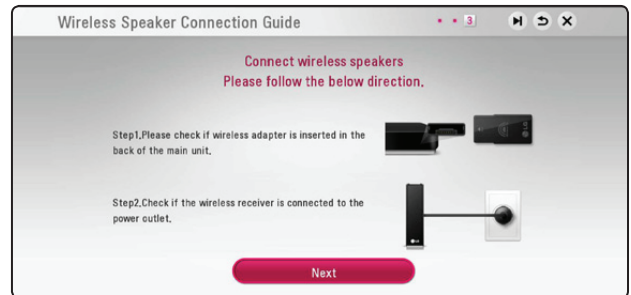 Wireless Speaker Connection Guide
3
Connect wireless speakers
Please follow the below direction.
Step1.Please check if wireless adapter is inserted in the
back of the main unit.
LG
Step2.Check if the wireless receiver is connected to the
power outlet.
LG
Next